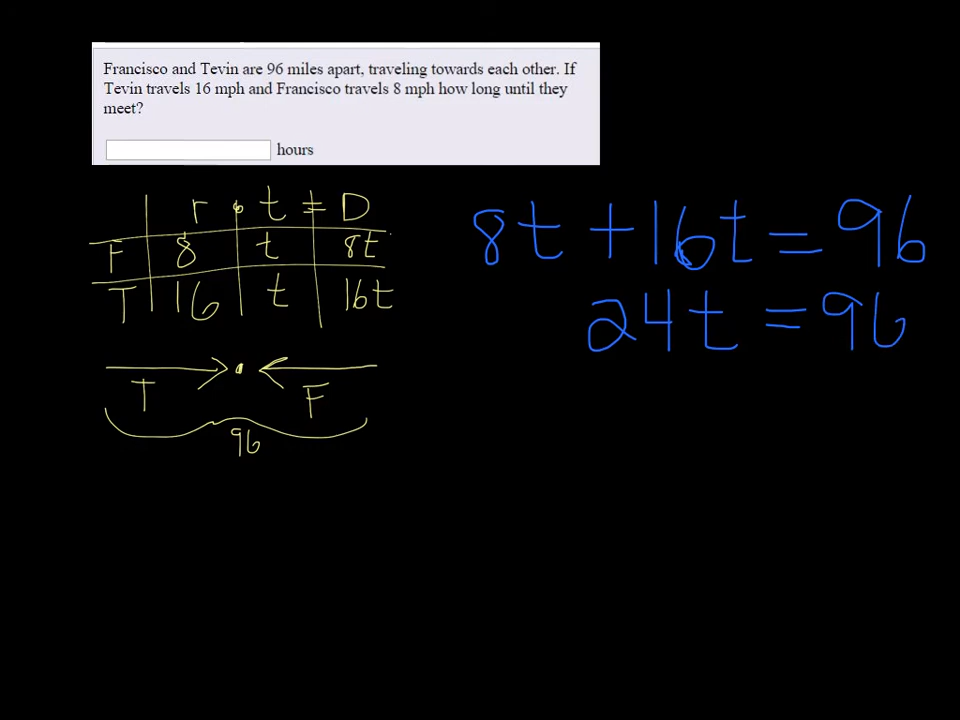 Francisco and Tevin are 96 miles apart, traveling towards each other. If
Tevin travels 16 mph and Francisco travels 8 mph how long until they
meet?
hours
r • t = D
F 8 t 8t
T 16 t 16t
T F
96
8t + 16t = 96
24t = 96